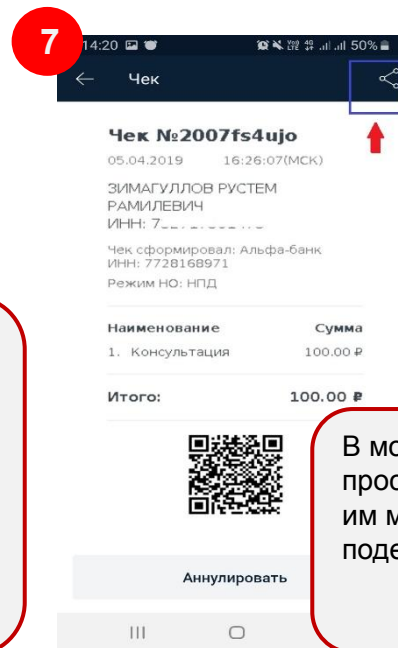 7
14:20 50%
Чек
Чек №2007fs4ujo
05.04.2019 16:26:07(МСК)
ЗИМАГУЛЛОВ РУСТЕМ
РАМИЛЕВИЧ
ИНН: 7
Чек сформировал: Альфа-банк
ИНН: 7728168971
Режим НО: НПД
Наименование Сумма
1. Консультация 100.00 ₽
Итого: 100.00 ₽
В мо
прос
им м
поде
Аннулировать